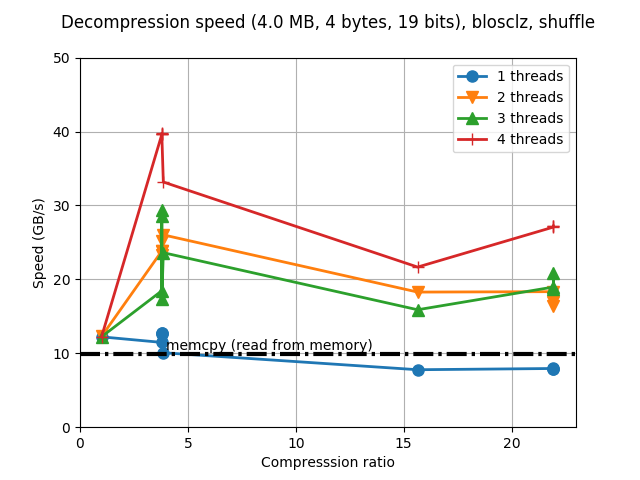 Decompression speed (4.0 MB, 4 bytes, 19 bits), blosclz, shuffle
50
40
30
20
10
0
Speed (GB/s)
1 threads
2 threads
3 threads
4 threads
memcpy (read from memory)
0 5 10 15 20
Compresssion ratio